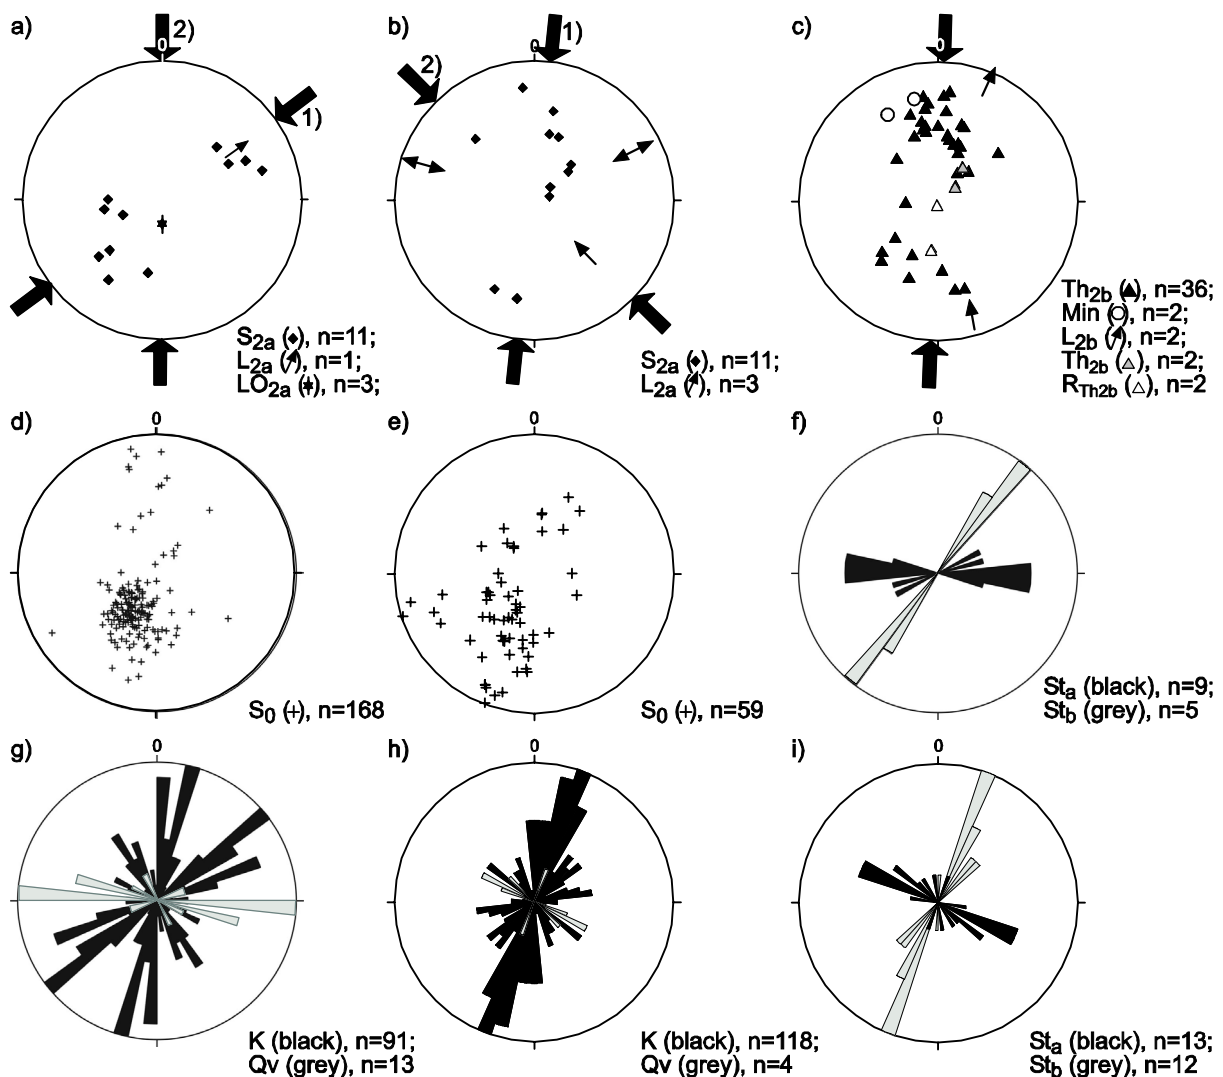 a)
2)
0
1)
S2a (◆), n=11;
L2a (↗), n=1;
LO2a (✶), n=3;
b)
0
1)
2)
S2a (◆), n=11;
L2a (↗), n=3
c)
0
Th2b (▲), n=36;
Min (○), n=2;
L2b (↗), n=2;
Th2b (△), n=2;
RTh2b (△), n=2
d)
0
S0 (+), n=168
e)
0
S0 (+), n=59
f)
0
Sta (black), n=9;
Stb (grey), n=5
g)
0
K (black), n=91;
Qv (grey), n=13
h)
0
K (black), n=118;
Qv (grey), n=4
i)
0
Sta (black), n=13;
Stb (grey), n=12